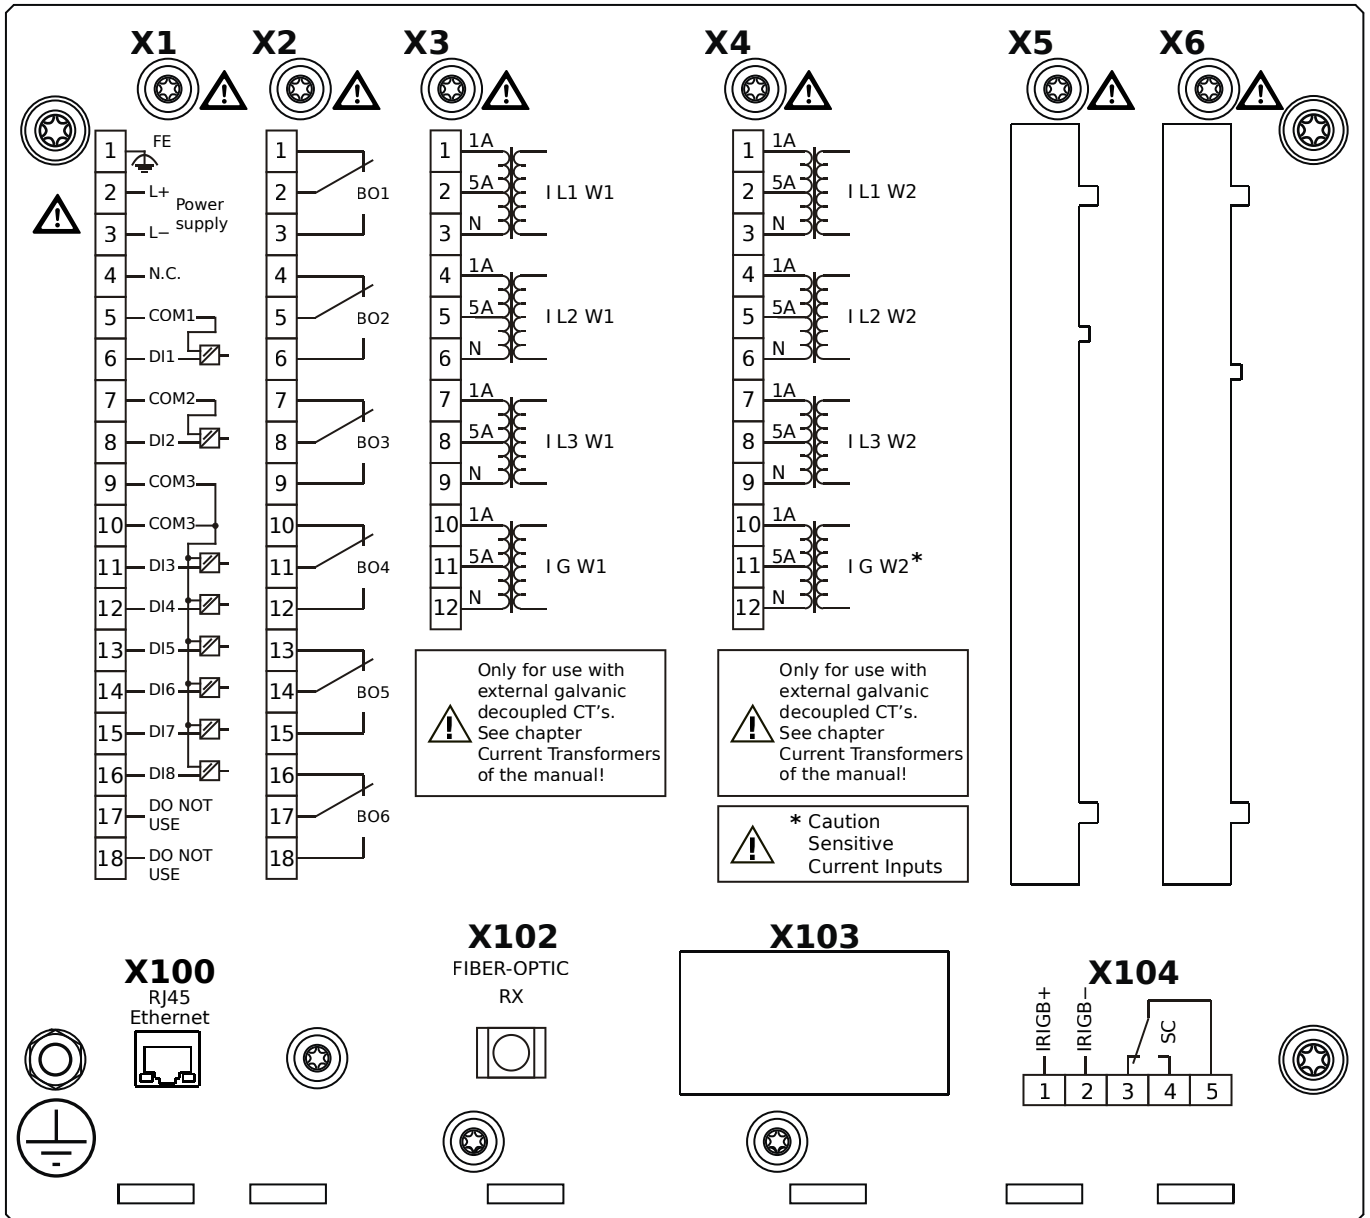 X1 X2 X3 X4 X5 X6
1 FE
2 L+
Power
supply
3 L−
4 N.C.
5 COM1
6 DI1
7 COM2
8 DI2
9 COM3
10 COM3
11 DI3
12 DI4
13 DI5
14 DI6
15 DI7
16 DI8
17 DO NOT
USE
18 DO NOT
USE
1
2 BO1
3
4
5 BO2
6
7
8 BO3
9
10
11 BO4
12
13
14 BO5
15
16
17 BO6
18
1 1A
2 5A I L1 W1
3 N
4 1A
5 5A I L2 W1
6 N
7 1A
8 5A I L3 W1
9 N
10 1A
11 5A I G W1
12 N
Only for use with
external galvanic
decoupled CT's.
See chapter
Current Transformers
of the manual!
1 1A
2 5A I L1 W2
3 N
4 1A
5 5A I L2 W2
6 N
7 1A
8 5A I L3 W2
9 N
10 1A
11 5A I G W2*
12 N
Only for use with
external galvanic
decoupled CT's.
See chapter
Current Transformers
of the manual!
* Caution
Sensitive
Current Inputs
X100
RJ45
Ethernet
X102
FIBER-OPTIC
RX
X103
X104
IRIGB+
IRIGB−
SC
1 2 3 4 5